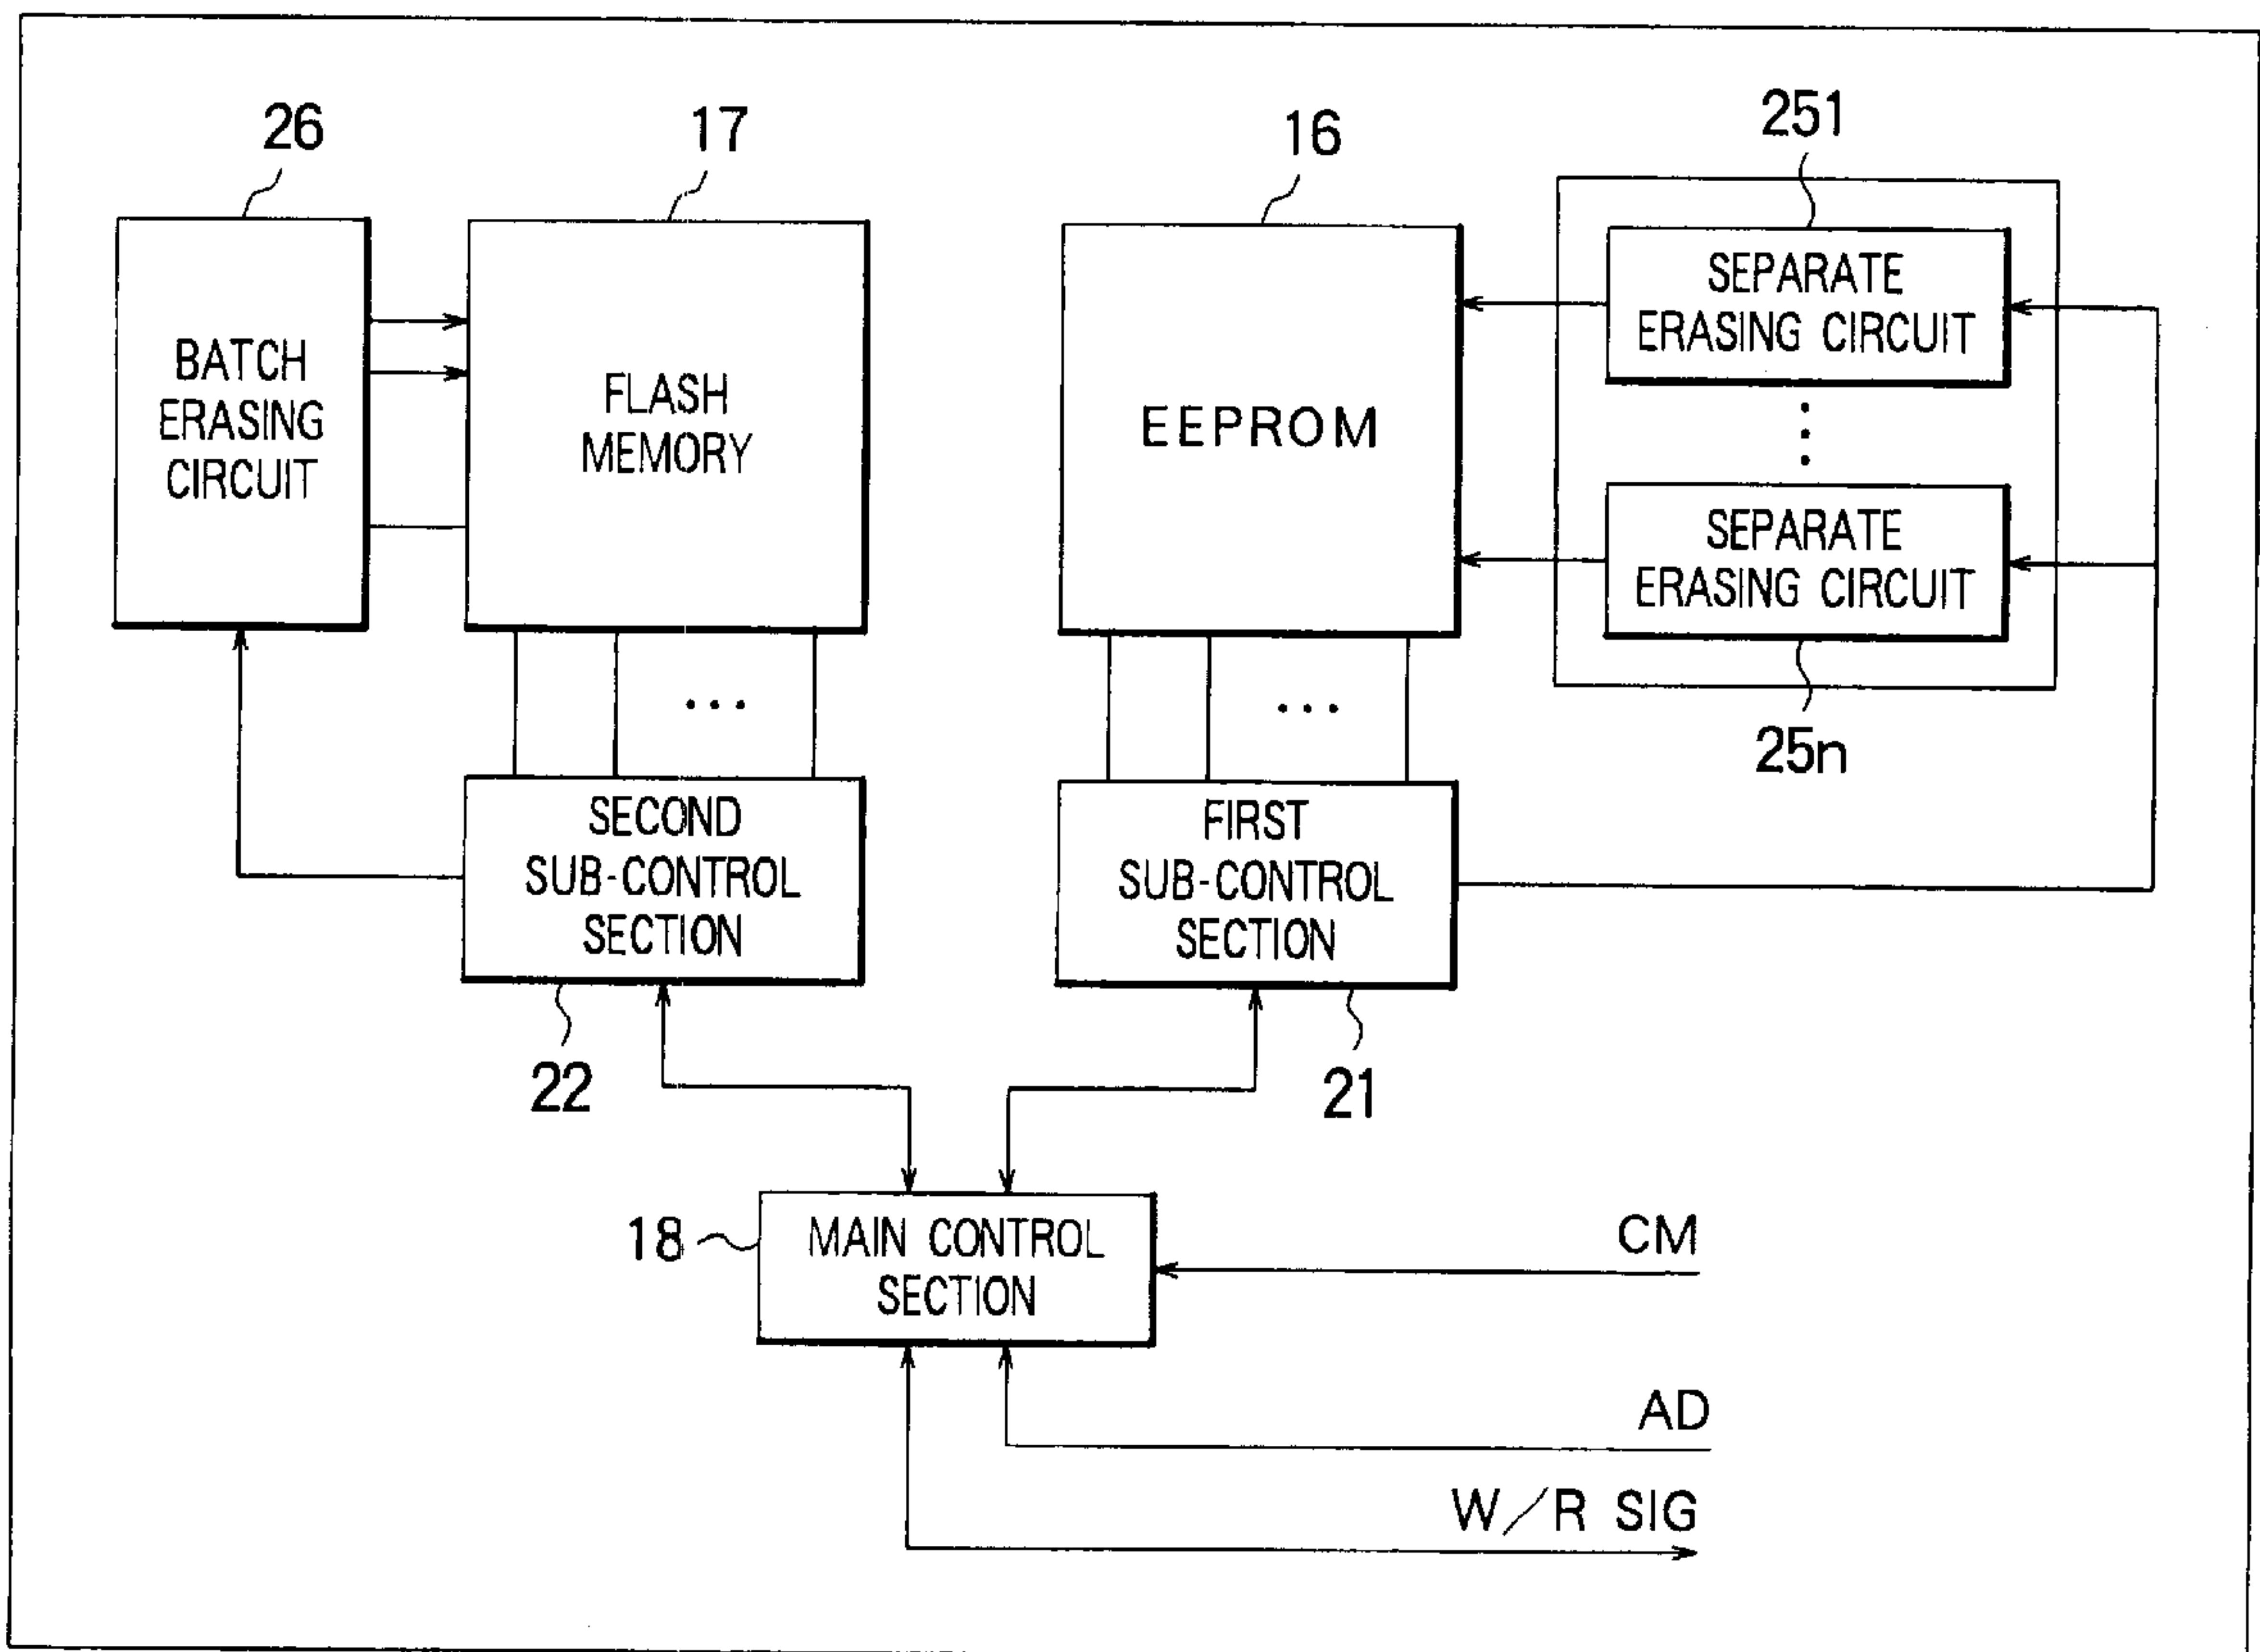 26
17
16
251
BATCH
ERASING
CIRCUIT
FLASH
MEMORY
EEPROM
SEPARATE
ERASING CIRCUIT
SEPARATE
ERASING CIRCUIT
25n
SECOND
SUB-CONTROL
SECTION
FIRST
SUB-CONTROL
SECTION
22
21
18
MAIN CONTROL
SECTION
CM
AD
W/R SIG